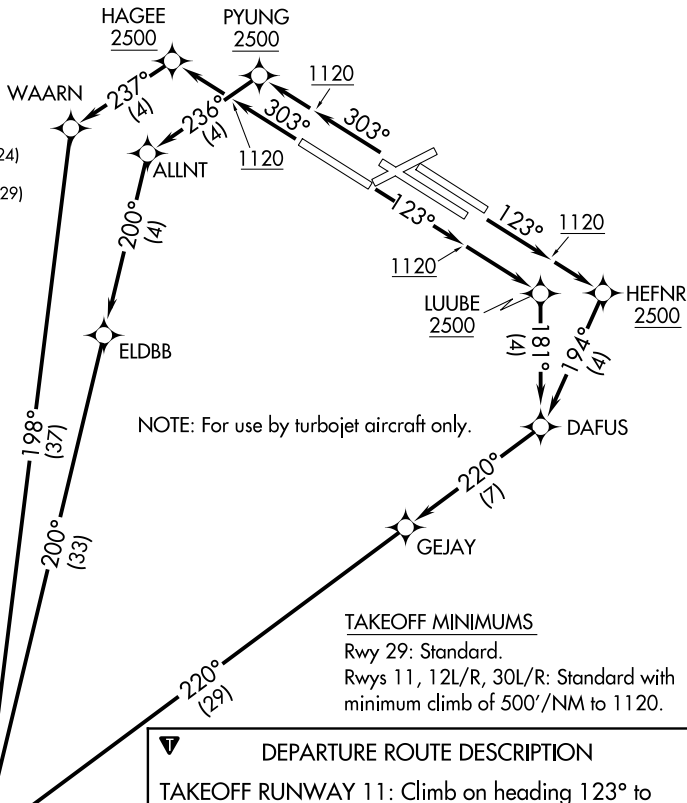 HAGEE
2500
PYUNG
2500
WAARN
237°
(4)
236°
(4)
303°
1120
303°
1120
24)
29)
ALLNT
200°
(4)
123°
1120
123°
1120
LUUBE
2500
HEFNR
2500
ELDBB
181°
(4)
194°
(4)
198°
(37)
NOTE: For use by turbojet aircraft only.
DAFUS
220°
(7)
GEJAY
200°
(33)
220°
(29)
TAKEOFF MINIMUMS
Rwy 29: Standard.
Rwys 11, 12L/R, 30L/R: Standard with
minimum climb of 500'/NM to 1120.
T
DEPARTURE ROUTE DESCRIPTION
TAKEOFF RUNWAY 11: Climb on heading 123° to